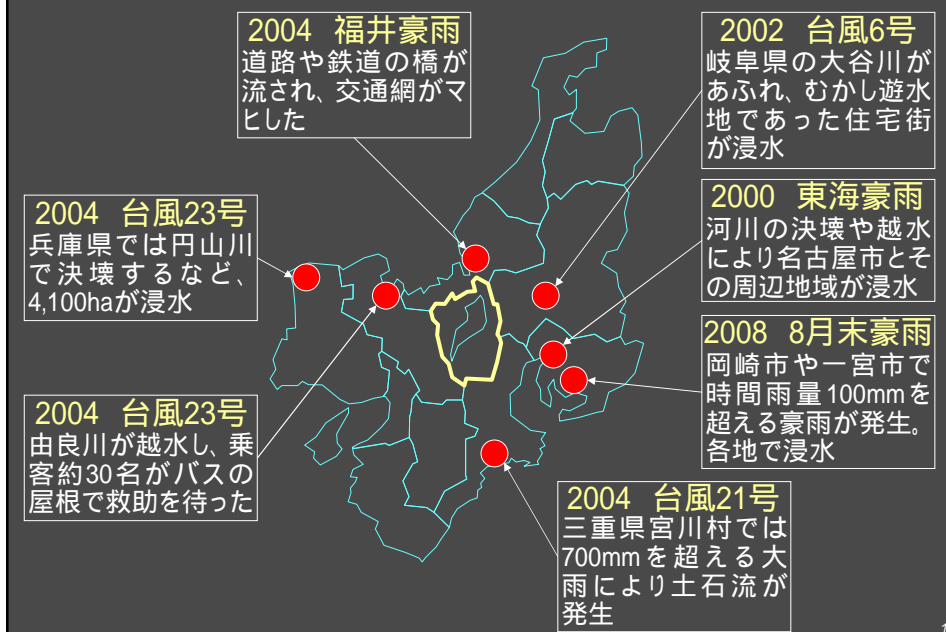 2004 福井豪雨
道路や鉄道の橋が
流され、交通網がマ
ヒした
2002 台風6号
岐阜県の大谷川が
あふれ、むかし遊水
地であった住宅街
が浸水
2004 台風23号
兵庫県では円山川
で決壊するなど、
4,100haが浸水
2000 東海豪雨
河川の決壊や越水
により名古屋市とそ
の周辺地域が浸水
2008 8月末豪雨
岡崎市や一宮市で
時間雨量100mmを
超える豪雨が発生。
各地で浸水
2004 台風23号
由良川が越水し、乗
客約30名がバスの
屋根で救助を待った
2004 台風21号
三重県宮川村では
700mmを超える大
雨により土石流が
発生